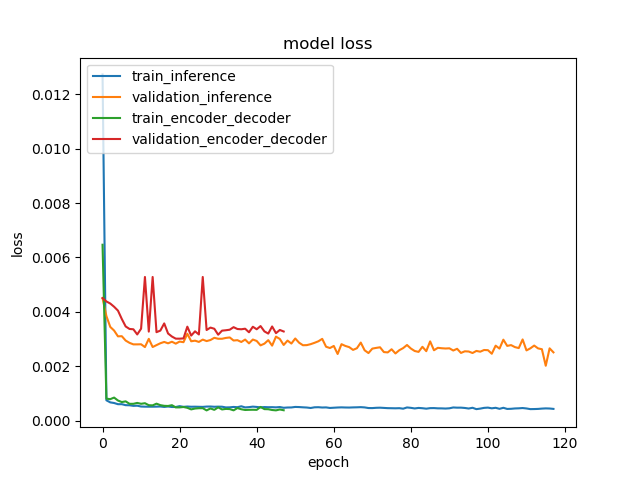 model loss
train_inference
validation_inference
train_encoder_decoder
validation_encoder_decoder
0.012
0.010
0.008
0.006
0.004
0.002
0.000
loss
0 20 40 60 80 100 120
epoch